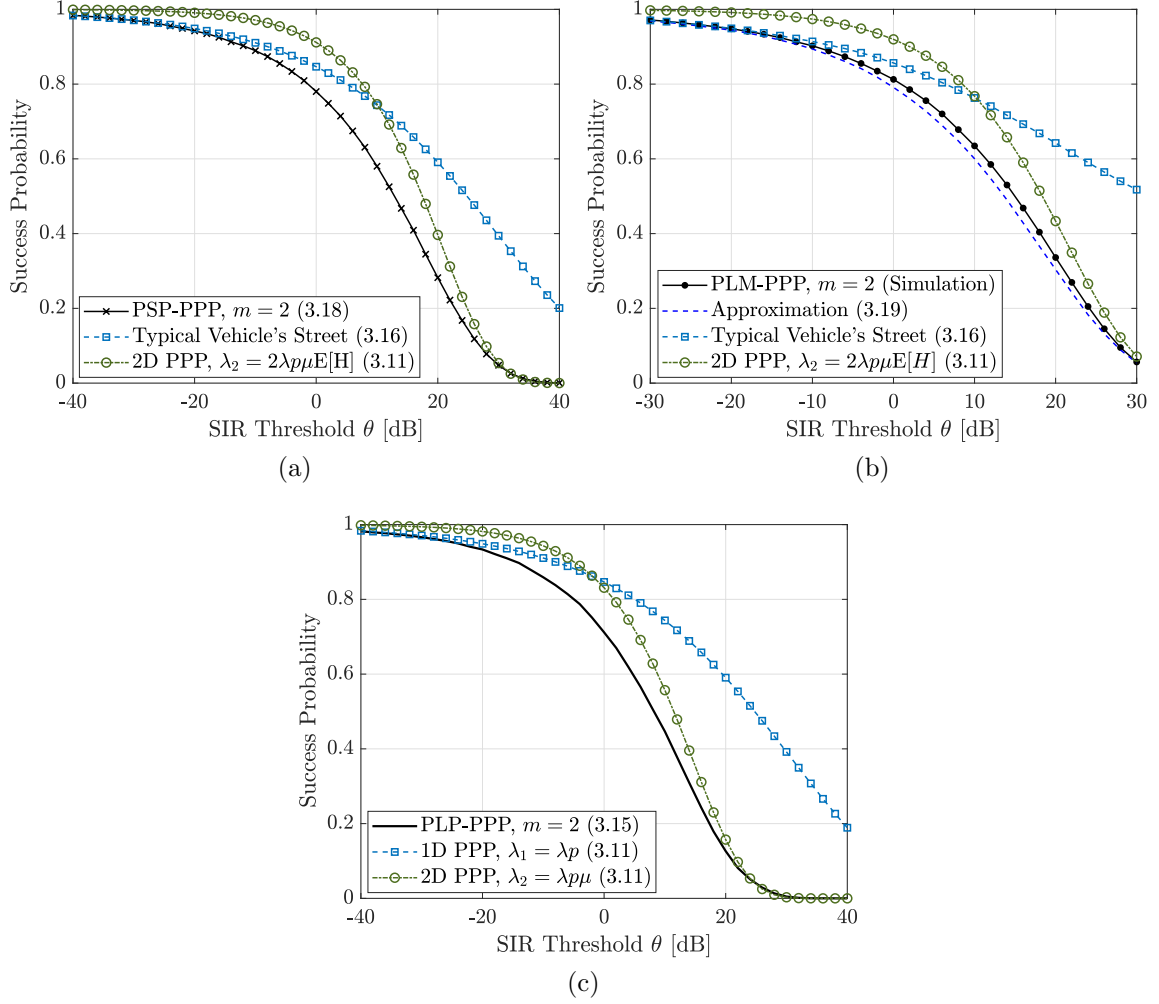 1
0.8
0.6
0.4
0.2
0
Success Probability
PSP-PPP, m = 2 (3.18)
Typical Vehicle's Street (3.16)
2D PPP, λ₂ = 2λpμE[H] (3.11)
-40 -20 0 20 40
SIR Threshold θ [dB]
(a)
1
0.8
0.6
0.4
0.2
0
Success Probability
PLM-PPP, m = 2 (Simulation)
Approximation (3.19)
Typical Vehicle's Street (3.16)
2D PPP, λ₂ = 2λpμE[H] (3.11)
-30 -20 -10 0 10 20 30
SIR Threshold θ [dB]
(b)
1
0.8
0.6
0.4
0.2
0
Success Probability
PLP-PPP, m = 2 (3.15)
1D PPP, λ₁ = λp (3.11)
2D PPP, λ₂ = λpμ (3.11)
-40 -20 0 20 40
SIR Threshold θ [dB]
(c)